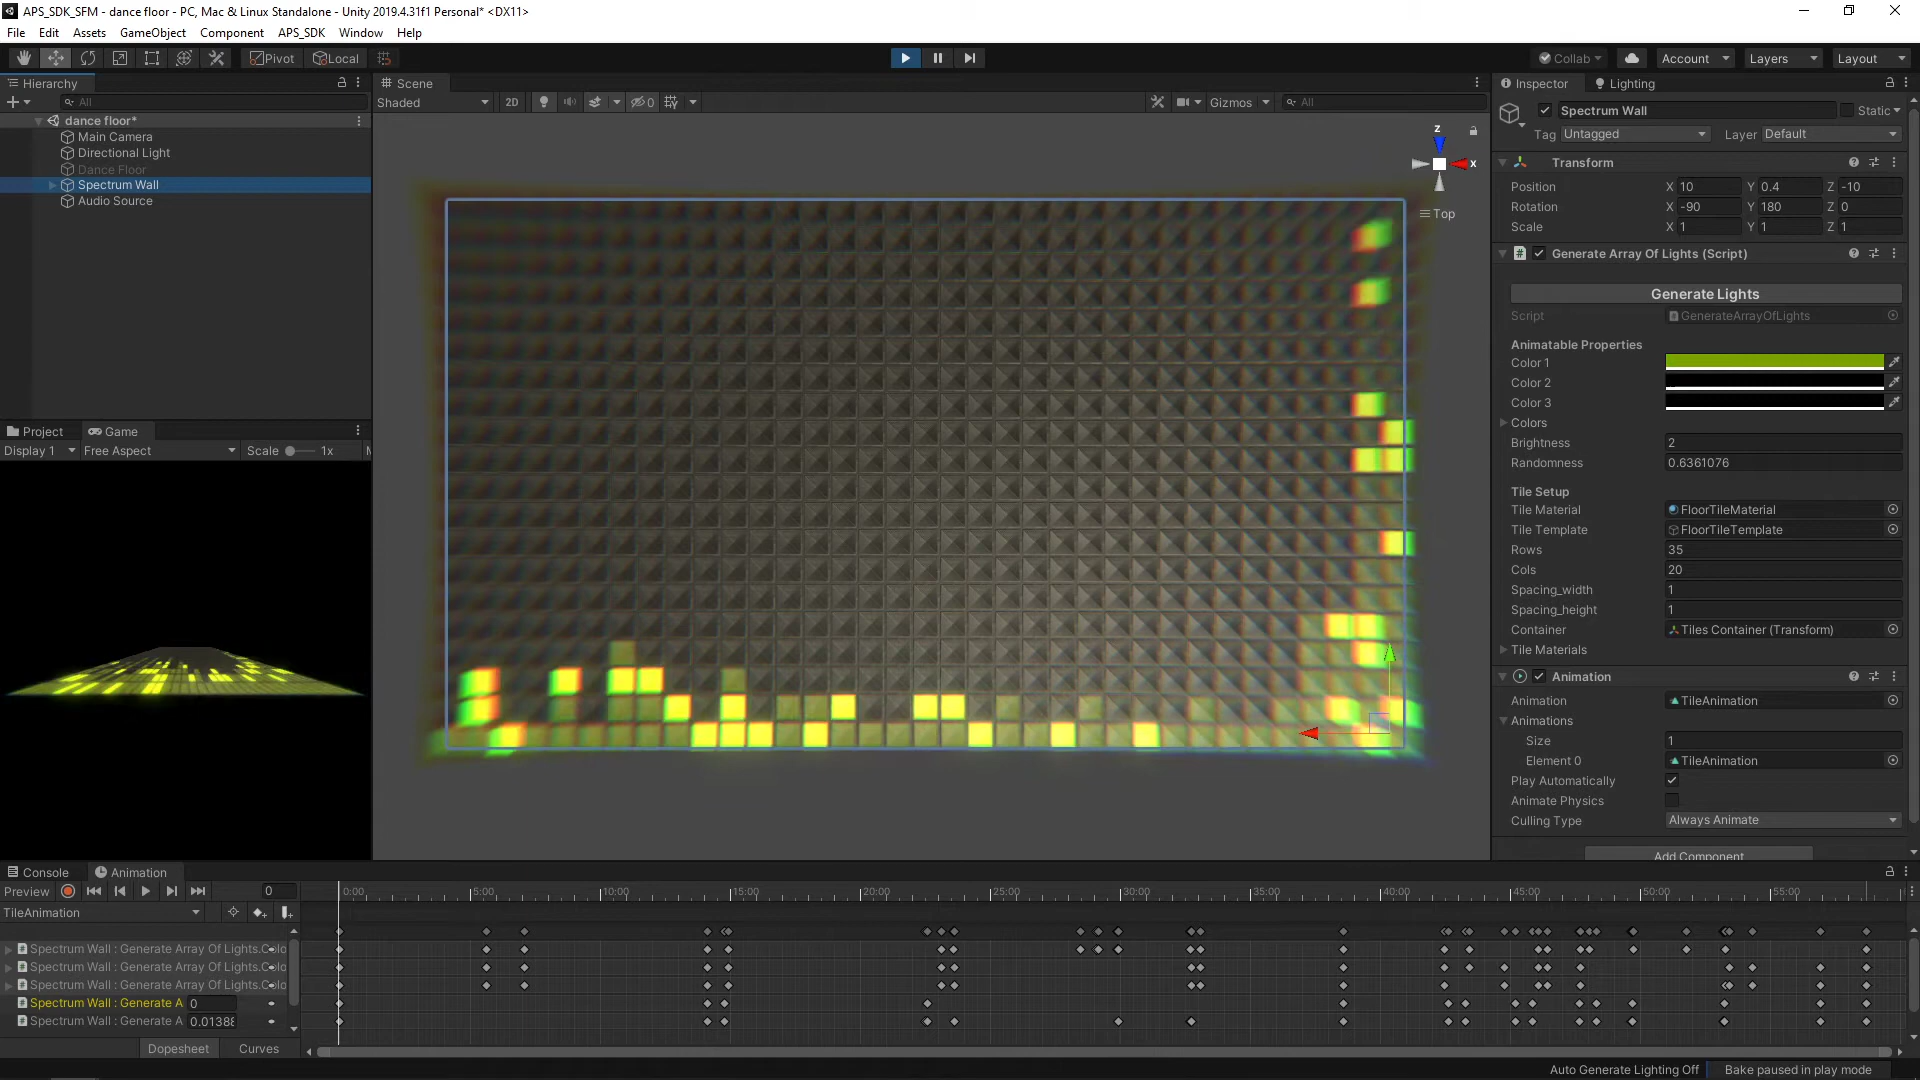 APS_SDK_SFM - dance floor - PC, Mac & Linux Standalone - Unity 2019.4.31f1 Personal* <DX11>
File Edit Assets GameObject Component APS_SDK Window Help
Pivot Local Collab Account Layers Layout
Hierarchy
All
dance floor*
Main Camera
Directional Light
Dance Floor
Spectrum Wall
Audio Source
Project Game
Display 1 Free Aspect Scale 1x
Scene
Shaded 2D 0 Gizmos All
z
x
Top
Inspector Lighting
Spectrum Wall Static
Tag Untagged Layer Default
Transform
Position X 10 Y 0.4 Z -10
Rotation X -90 Y 180 Z 0
Scale X 1 Y 1 Z 1
Generate Array Of Lights (Script)
Generate Lights
Script GenerateArrayOfLights
Animatable Properties
Color 1
Color 2
Color 3
Colors
Brightness 2
Randomness 0.6361076
Tile Setup
Tile Material FloorTileMaterial
Tile Template FloorTileTemplate
Rows 35
Cols 20
Spacing_width 1
Spacing_height 1
Container Tiles Container (Transform)
Tile Materials
Animation
Animation TileAnimation
Animations
Size 1
Element 0 TileAnimation
Play Automatically
Animate Physics
Culling Type Always Animate
Add Component
Console Animation
Preview 0 0:00 5:00 10:00 15:00 20:00 25:00 30:00 35:00 40:00 45:00 50:00 55:00
TileAnimation
Spectrum Wall : Generate Array Of Lights.Colo
Spectrum Wall : Generate Array Of Lights.Colo
Spectrum Wall : Generate Array Of Lights.Colo
Spectrum Wall : Generate A 0
Spectrum Wall : Generate A 0.0138
Dopesheet Curves
Auto Generate Lighting Off Bake paused in play mode